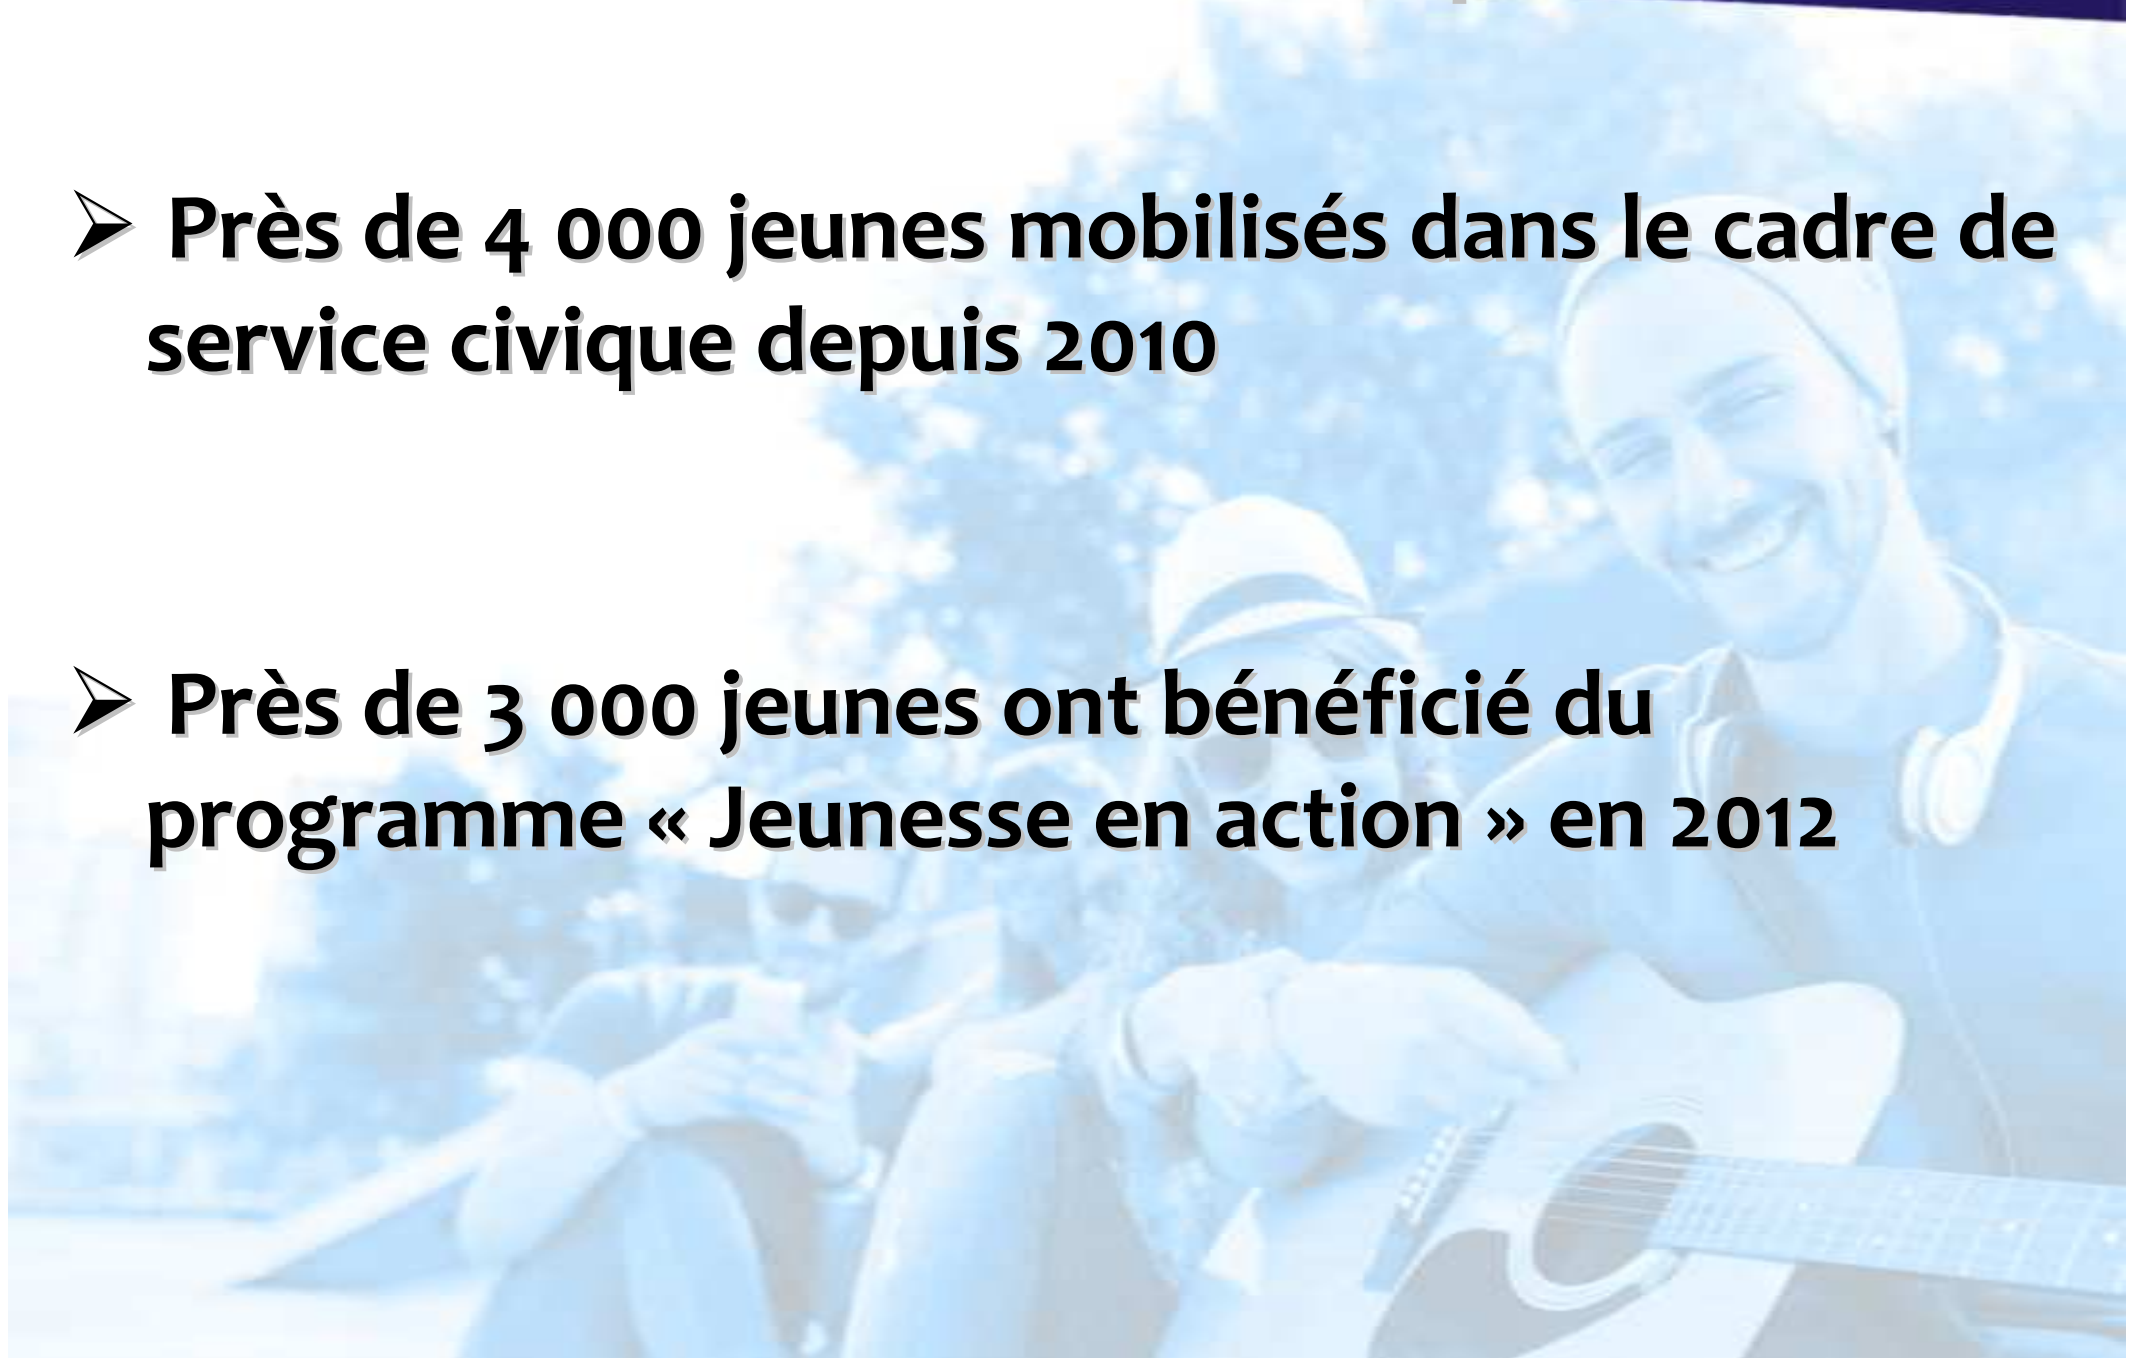 ➢ Près de 4 000 jeunes mobilisés dans le cadre de
service civique depuis 2010
➢ Près de 3 000 jeunes ont bénéficié du
programme « Jeunesse en action » en 2012